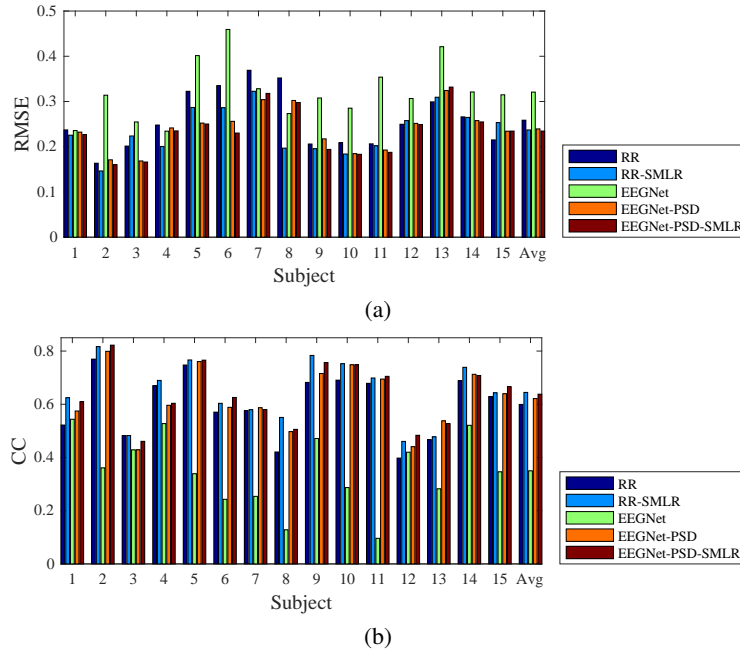 0.5
0.4
0.3
0.2
0.1
0
RMSE
1 2 3 4 5 6 7 8 9 10 11 12 13 14 15 Avg
Subject
RR
RR-SMLR
EEGNet
EEGNet-PSD
EEGNet-PSD-SMLR
(a)
0.8
0.6
0.4
0.2
0
CC
1 2 3 4 5 6 7 8 9 10 11 12 13 14 15 Avg
Subject
RR
RR-SMLR
EEGNet
EEGNet-PSD
EEGNet-PSD-SMLR
(b)